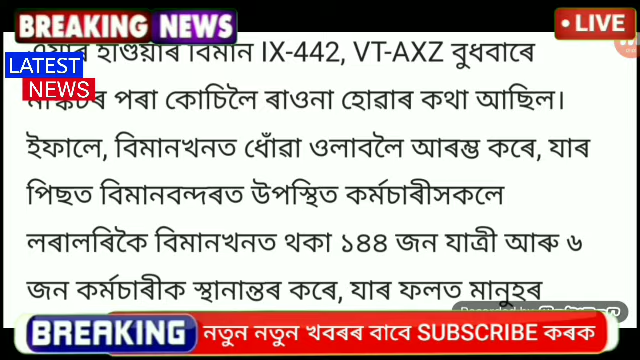 BREAKING NEWS
LIVE
এয়াৰ ইণ্ডিয়াৰ বিমান IX-442, VT-AXZ বুধবাৰে
LATEST
NEWS
পৰা কোচিলৈ ৰাওনা হোৱাৰ কথা আছিল।
ইফালে, বিমানখনত ধোঁৱা ওলাবলৈ আৰম্ভ কৰে, যাৰ
পিছত বিমানবন্দৰত উপস্থিত কৰ্মচাৰীসকলে
লৰালৰিকৈ বিমানখনত থকা ১৪৪ জন যাত্ৰী আৰু ৬
জন কৰ্মচাৰীক স্থানান্তৰ কৰে, যাৰ ফলত মানুহৰ
BREAKING
নতুন নতুন খবৰৰ বাবে SUBSCRIBE কৰক